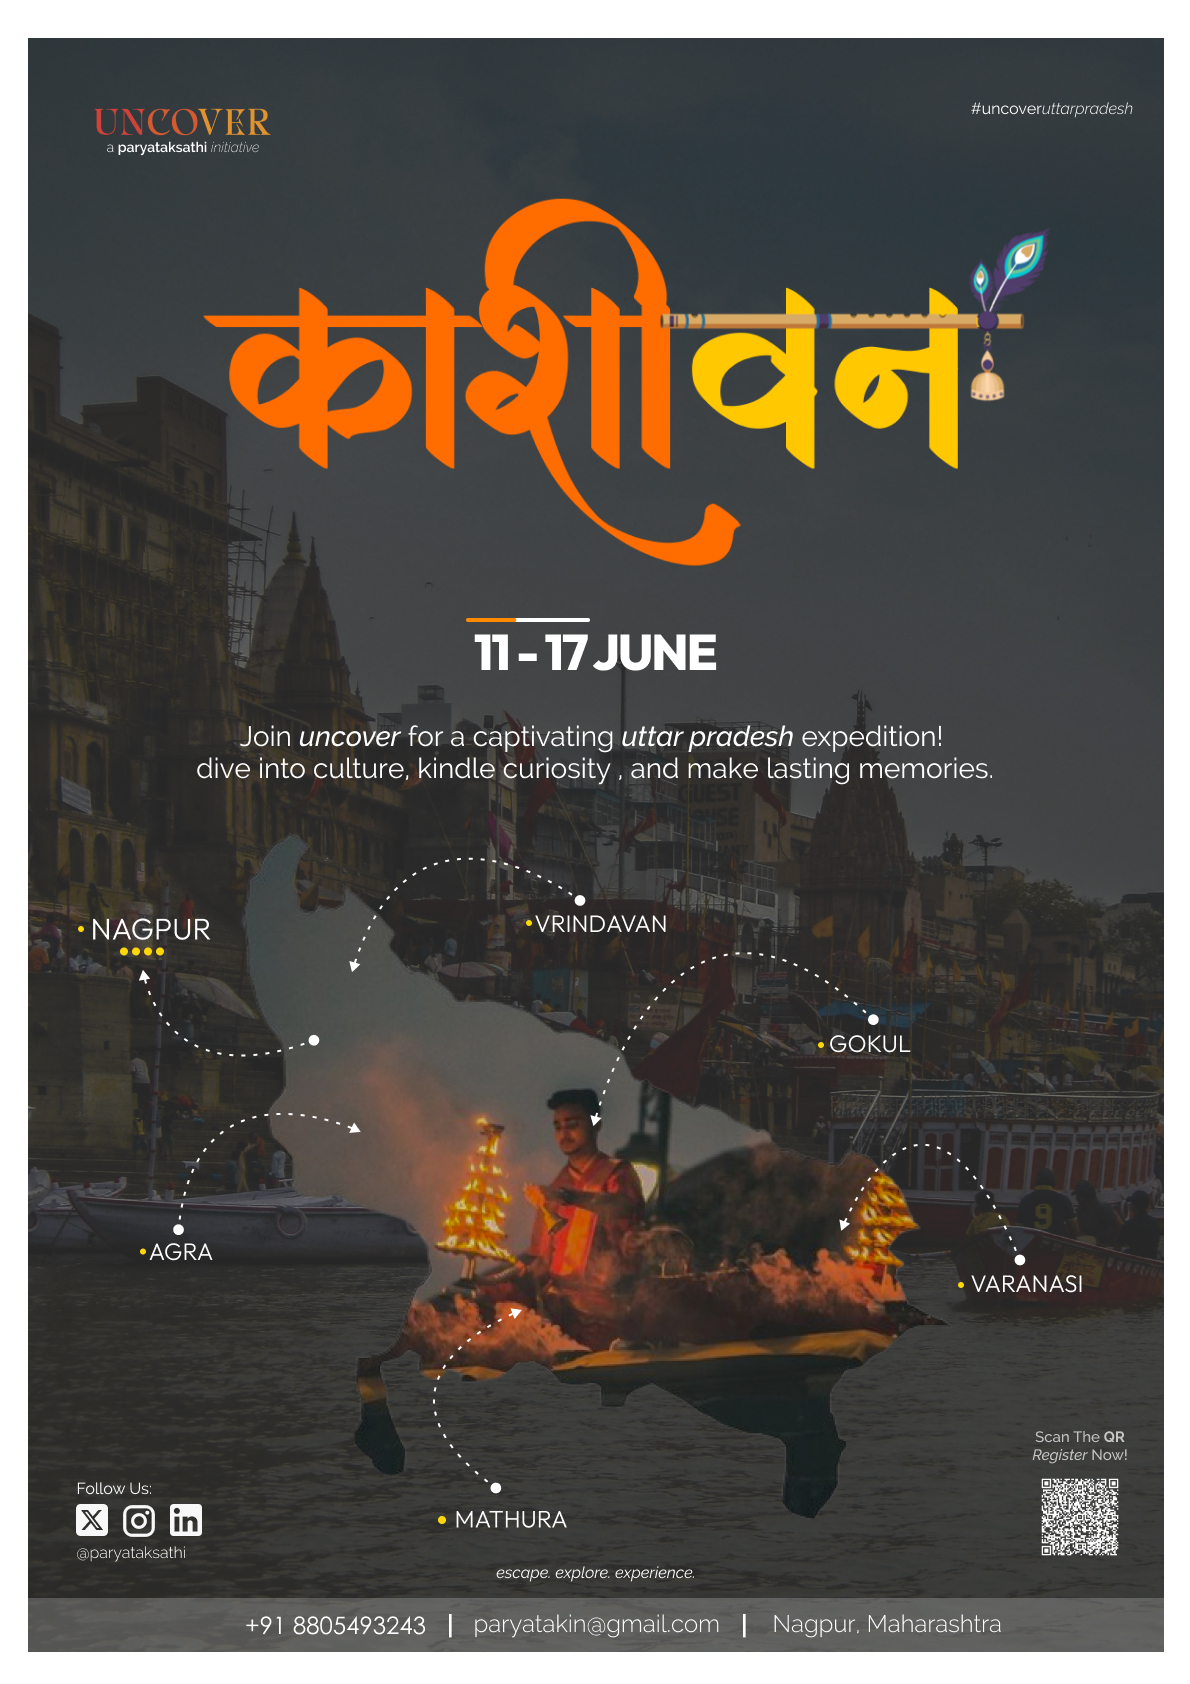 UNCOVER
a paryataksathi initiative
#uncoveruttarpradesh
काशीवन
11 - 17 JUNE
Join uncover for a captivating uttar pradesh expedition!
dive into culture, kindle curiosity , and make lasting memories.
GUEST
NAGPUR
VRINDAVAN
GOKUL
AGRA
9
VARANASI
MATHURA
Scan The QR
Register Now!
Follow Us:
@paryataksathi
escape. explore. experience.
+91 8805493243 | paryatakin@gmail.com | Nagpur, Maharashtra